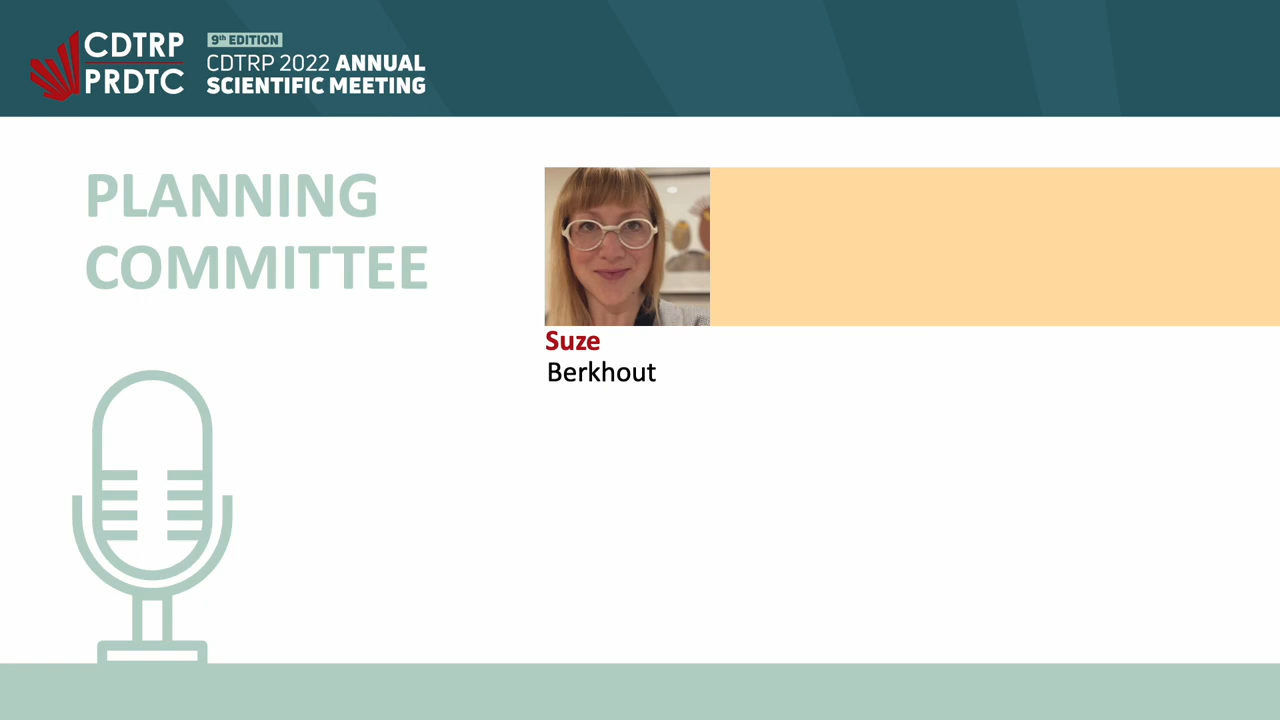 CDTRP
PRDTC
9th EDITION
CDTRP 2022 ANNUAL
SCIENTIFIC MEETING
PLANNING
COMMITTEE
Suze
Berkhout